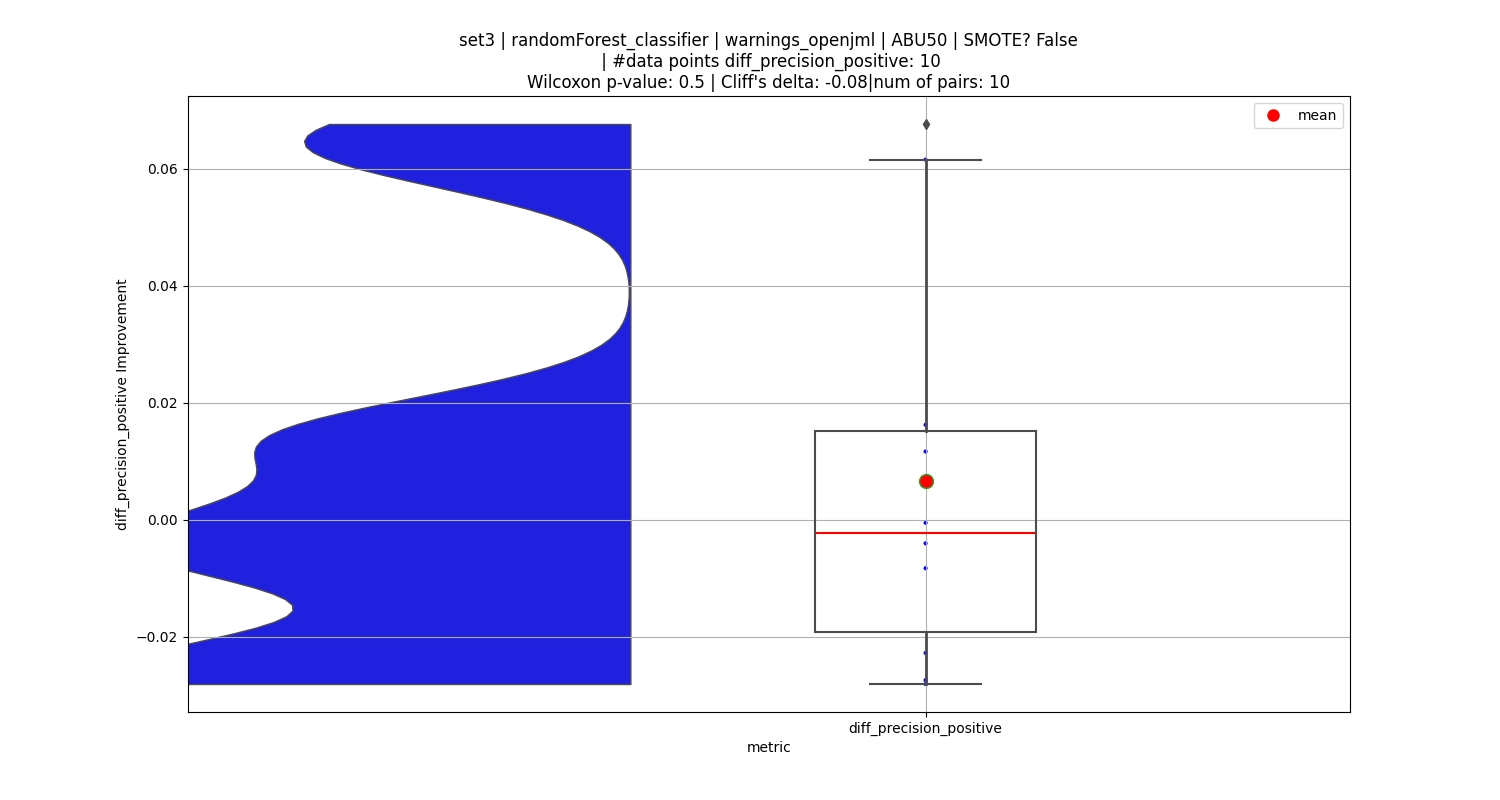 set3 | randomForest_classifier | warnings_openjml | ABU50 | SMOTE? False
| #data points diff_precision_positive: 10
Wilcoxon p-value: 0.5 | Cliff's delta: -0.08|num of pairs: 10
mean
0.06
0.04
0.02
0.00
−0.02
diff_precision_positive Improvement
diff_precision_positive
metric